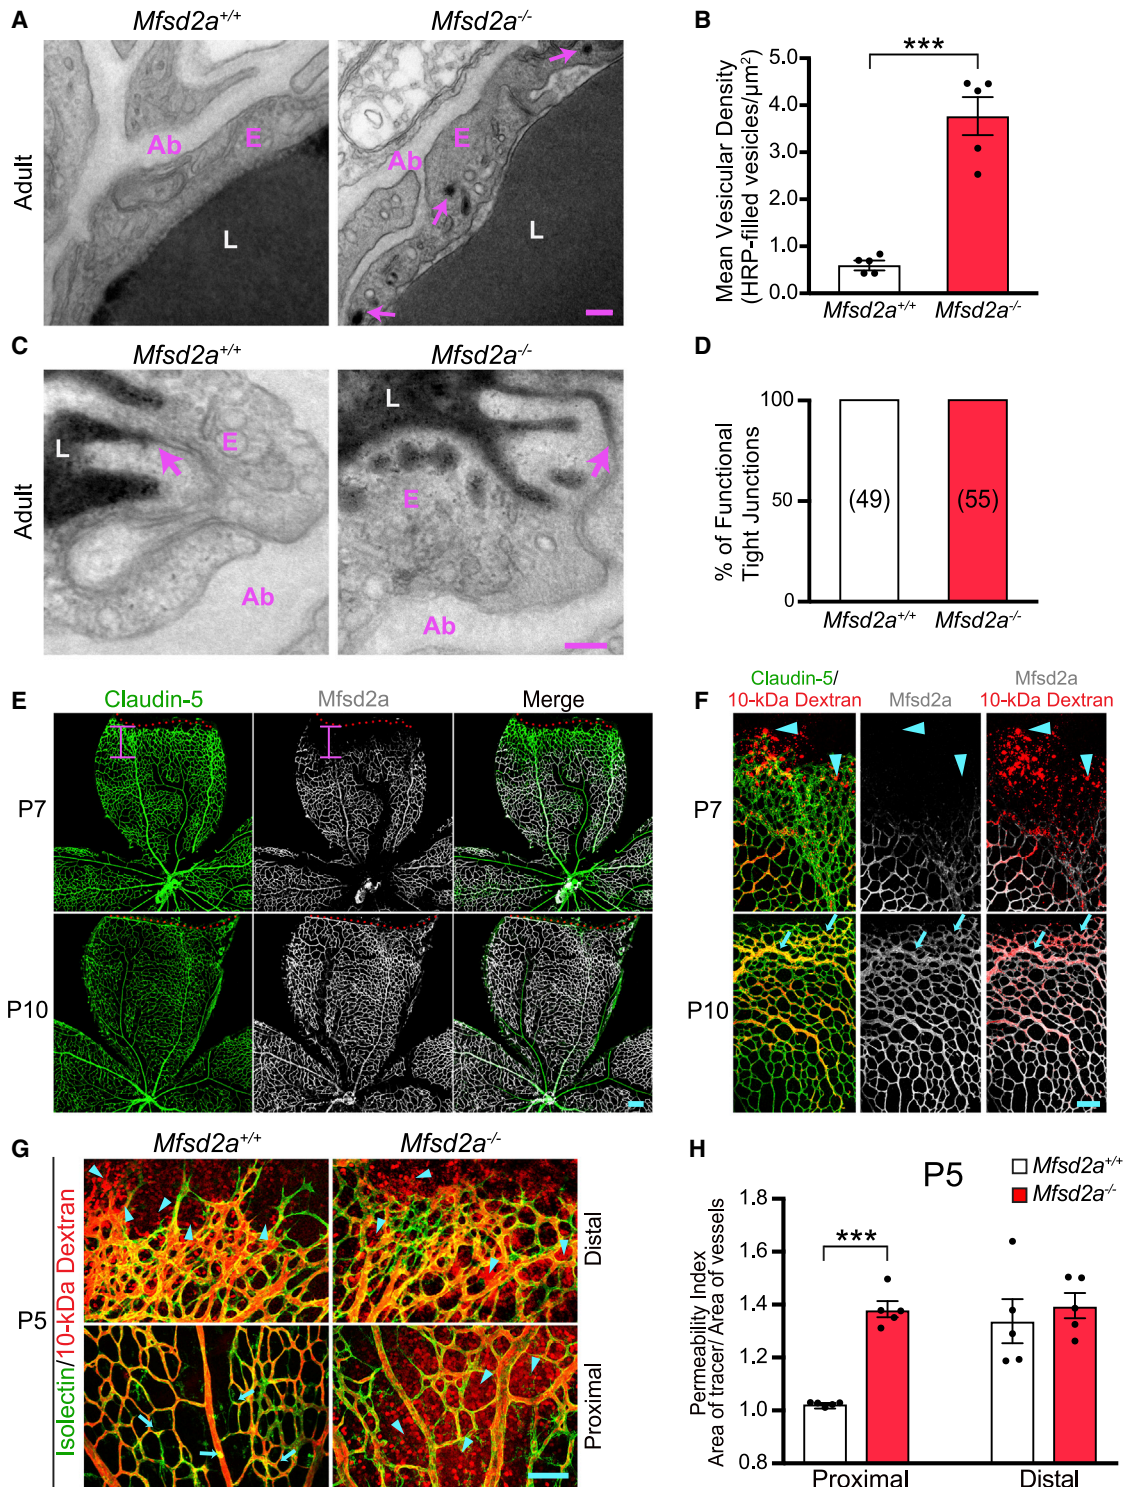 A
Mfsd2a+/+
Mfsd2a-/-
Adult
Ab
E
L
Ab
E
L
B
Mean Vesicular Density
(HRP-filled vesicles/μm²)
5.0
4.0
3.0
2.0
1.0
0.0
***
Mfsd2a+/+
Mfsd2a-/-
C
Mfsd2a+/+
Mfsd2a-/-
Adult
L
E
Ab
L
E
Ab
D
% of Functional
Tight Junctions
100
50
0
(49)
(55)
Mfsd2a+/+
Mfsd2a-/-
E
Claudin-5
Mfsd2a
Merge
P7
P10
F
Claudin-5/
10-kDa Dextran
Mfsd2a
Mfsd2a
10-kDa Dextran
P7
P10
G
Mfsd2a+/+
Mfsd2a-/-
P5
Isolectin/10-kDa Dextran
Distal
Proximal
H
P5
Mfsd2a+/+
Mfsd2a-/-
Permeability Index
Area of tracer/ Area of vessels
1.8
1.6
1.4
1.2
1.0
0.8
***
Proximal
Distal